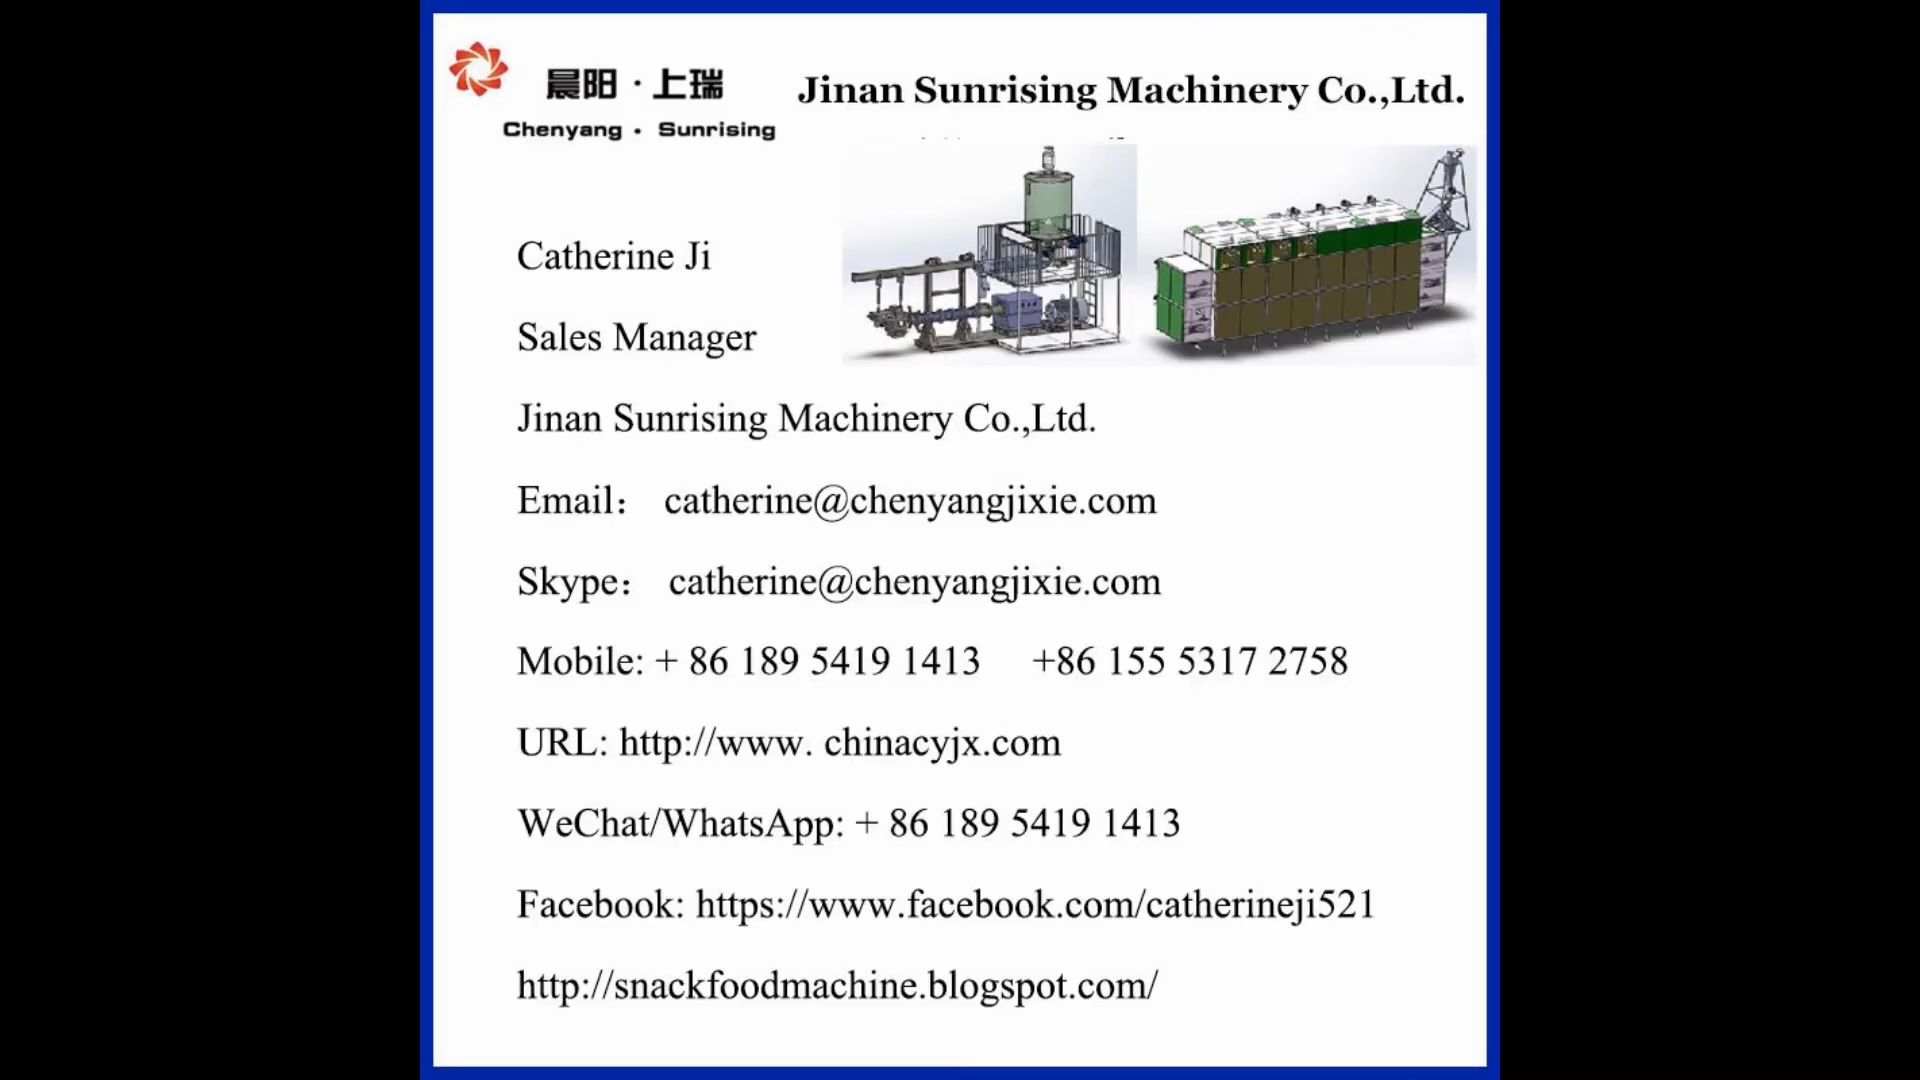 晨阳·上瑞
Chenyang · Sunrising
Jinan Sunrising Machinery Co.,Ltd.
Catherine Ji
Sales Manager
Jinan Sunrising Machinery Co.,Ltd.
Email： catherine@chenyangjixie.com
Skype： catherine@chenyangjixie.com
Mobile: + 86 189 5419 1413 +86 155 5317 2758
URL: http://www. chinacyjx.com
WeChat/WhatsApp: + 86 189 5419 1413
Facebook: https://www.facebook.com/catherineji521
http://snackfoodmachine.blogspot.com/